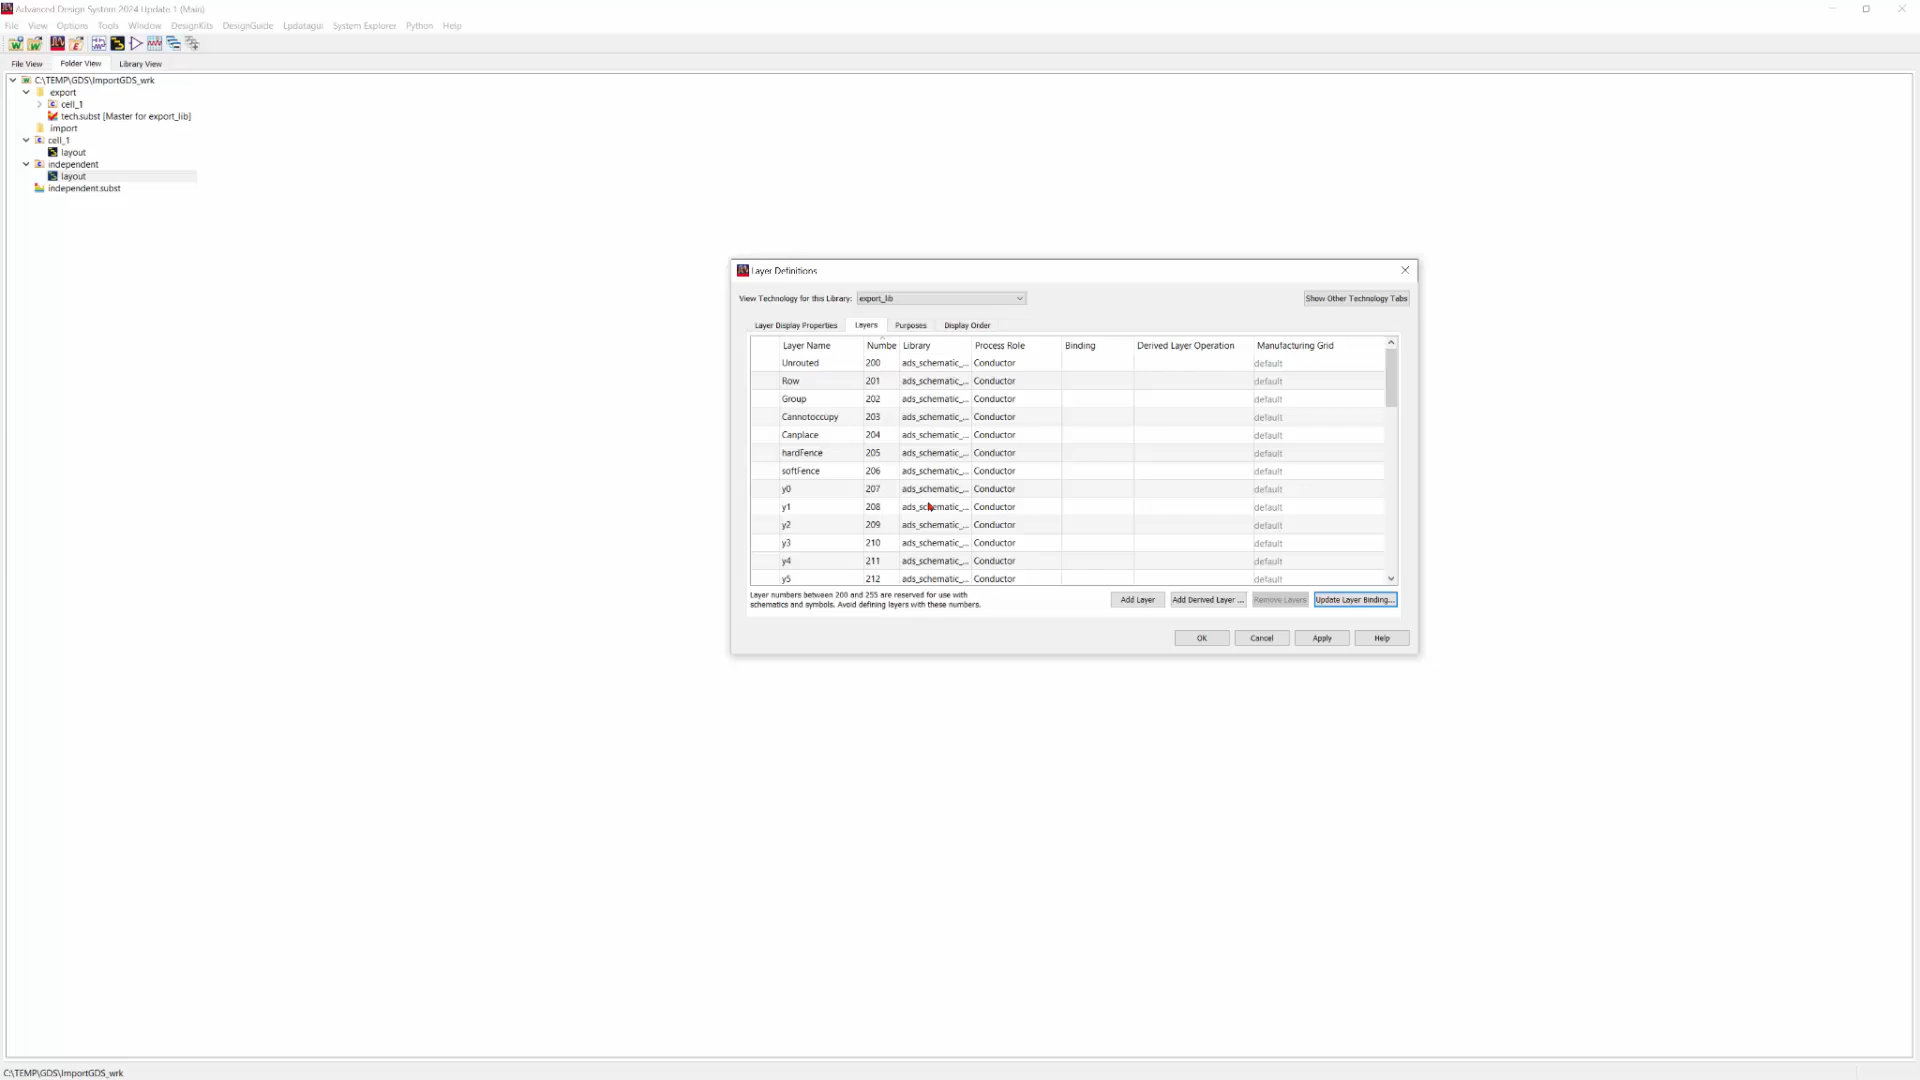 Advanced Design System 2024 Update 1 (Main)
File View Options Tools Window DesignKits DesignGuide Lpdatagui System Explorer Python Help
File View Folder View Library View
C:\TEMP\GDS\ImportGDS_wrk
export
cell_1
tech.subst [Master for export_lib]
import
cell_1
layout
independent
layout
independent.subst
Layer Definitions
View Technology for this Library: export_lib Show Other Technology Tabs
Layer Display Properties Layers Purposes Display Order
Layer Name Numbe Library Process Role Binding Derived Layer Operation Manufacturing Grid
Unrouted 200 ads_schematic_... Conductor default
Row 201 ads_schematic_... Conductor default
Group 202 ads_schematic_... Conductor default
Cannotoccupy 203 ads_schematic_... Conductor default
Canplace 204 ads_schematic_... Conductor default
hardFence 205 ads_schematic_... Conductor default
softFence 206 ads_schematic_... Conductor default
y0 207 ads_schematic_... Conductor default
y1 208 ads_schematic_... Conductor default
y2 209 ads_schematic_... Conductor default
y3 210 ads_schematic_... Conductor default
y4 211 ads_schematic_... Conductor default
y5 212 ads_schematic_... Conductor default
Layer numbers between 200 and 255 are reserved for use with
schematics and symbols. Avoid defining layers with these numbers.
Add Layer Add Derived Layer ... Remove Layers Update Layer Binding...
OK Cancel Apply Help
C:\TEMP\GDS\ImportGDS_wrk